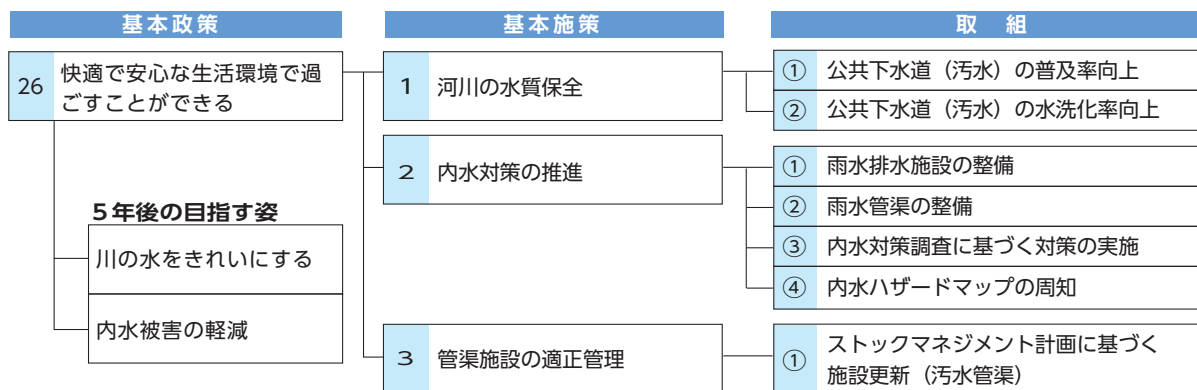 基本政策
基本施策
取　組
26
快適で安心な生活環境で過
ごすことができる
5年後の目指す姿
川の水をきれいにする
内水被害の軽減
1
河川の水質保全
① 公共下水道（汚水）の普及率向上
② 公共下水道（汚水）の水洗化率向上
2
内水対策の推進
① 雨水排水施設の整備
② 雨水管渠の整備
③ 内水対策調査に基づく対策の実施
④ 内水ハザードマップの周知
3
管渠施設の適正管理
① ストックマネジメント計画に基づく
施設更新（汚水管渠）